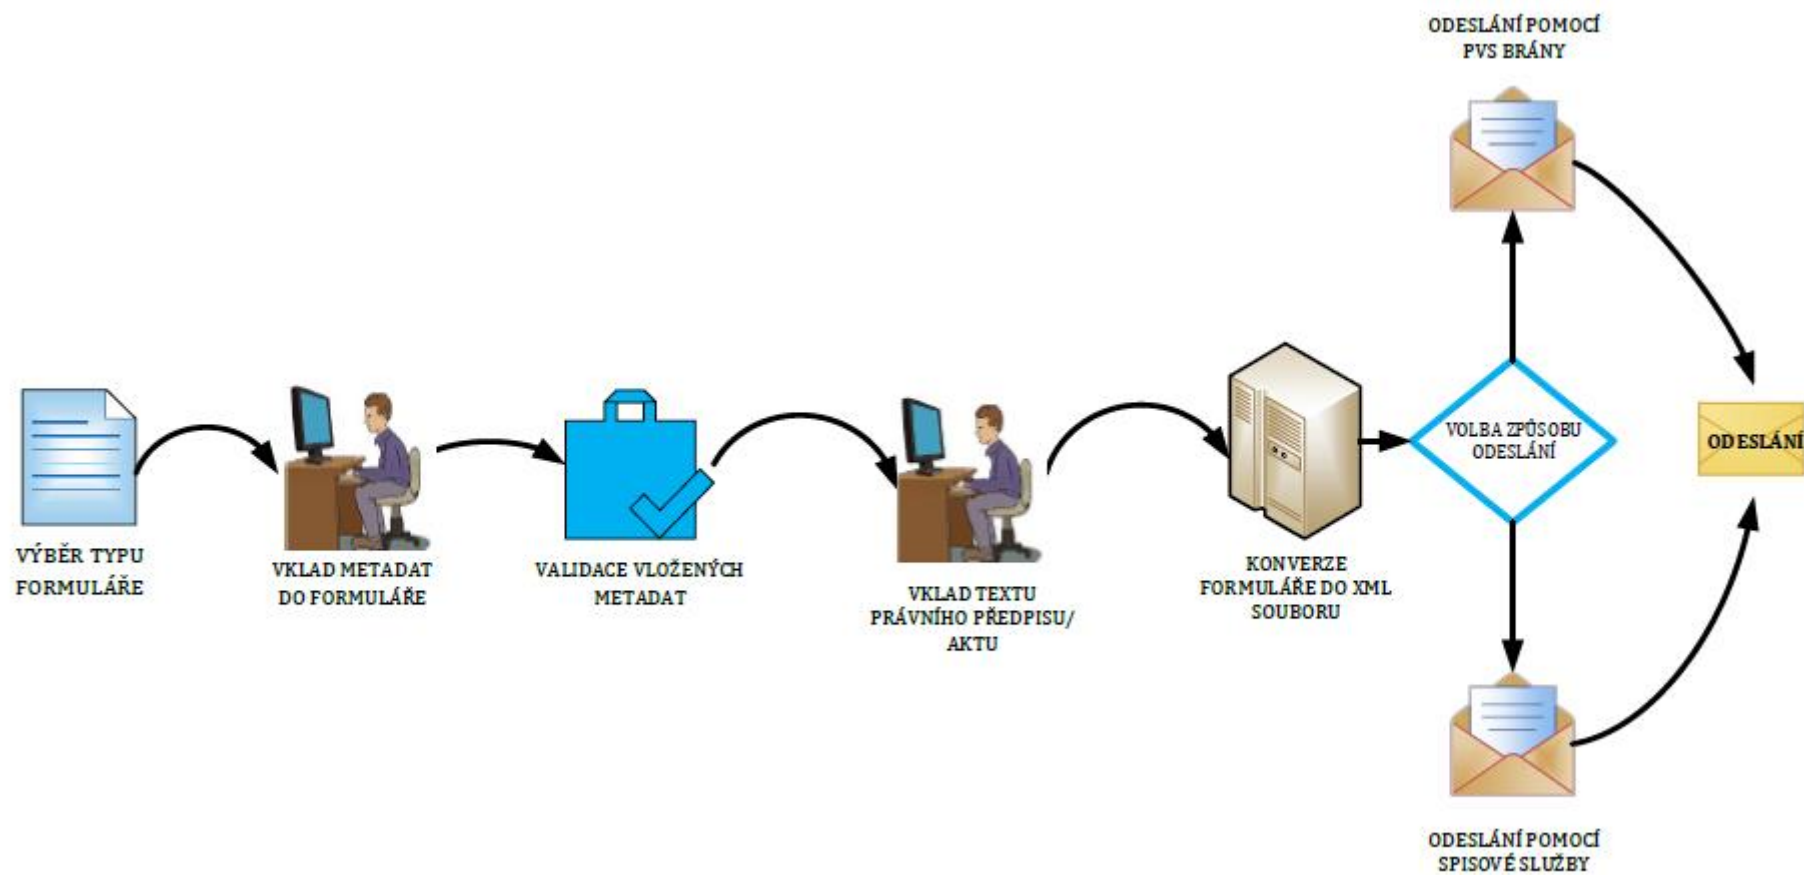 VÝBĚR TYPU
FORMULÁŘE
VKLAD METADAT
DO FORMULÁŘE
VALIDACE VLOŽENÝCH
METADAT
VKLAD TEXTU
PRÁVNÍHO PŘEDPISU/
AKTU
KONVERZE
FORMULÁŘE DO XML
SOUBORU
VOLBA ZPŮSOBU
ODESLÁNÍ
ODESLÁNÍ POMOCÍ
PVS BRÁNY
ODESLÁNÍ POMOCÍ
SPISOVÉ SLUŽBY
ODESLÁNÍ